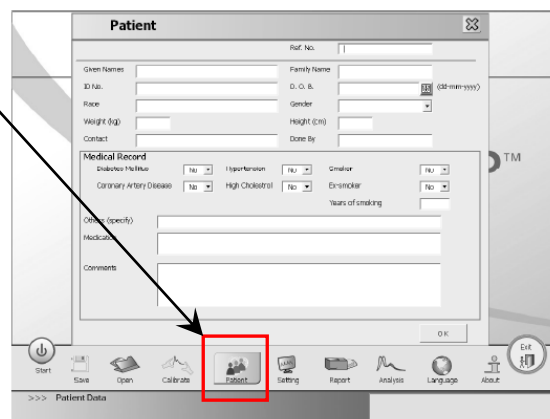 Patient
Ref. No.
Given Names Family Name
ID No. D. O. B. (dd-mm-yyyy)
Race Gender
Weight (kg) Height (cm)
Contact Done By
Medical Record
Diabetes Mellitus No Hypertension No Smoker No
Coronary Artery Disease No High Cholestrol No Ex-smoker No
Years of smoking
Others (specify)
Medication
Comments
OK
TM
Start Save Open Calibrate Patient Setting Report Analysis Language About Exit
>>> Patient Data